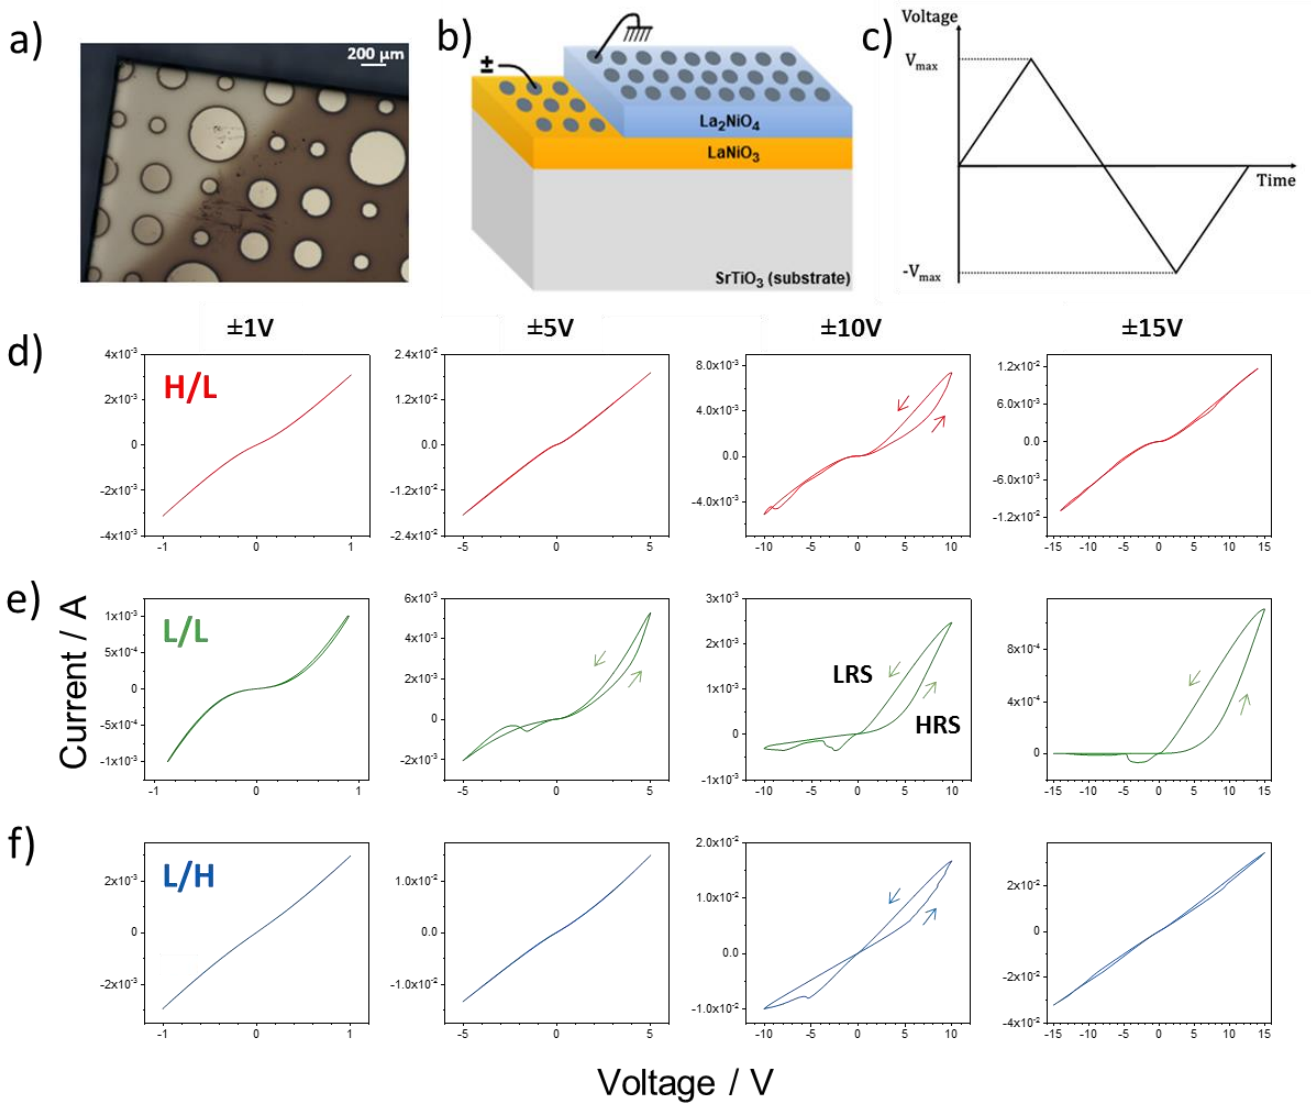 a)
200 µm
b)
±
La2NiO4
LaNiO3
SrTiO3 (substrate)
c)
Voltage
Vmax
Time
-Vmax
±1V
±5V
±10V
±15V
d)
H/L
4x10-3
2x10-3
0
-2x10-3
-4x10-3
-1 0 1
2.4x10-2
1.2x10-2
0.0
-1.2x10-2
-2.4x10-2
-5 0 5
8.0x10-3
4.0x10-3
0.0
-4.0x10-3
-10 -5 0 5 10
1.2x10-2
6.0x10-3
0.0
-6.0x10-3
-1.2x10-2
-15 -10 -5 0 5 10 15
e)
L/L
1x10-3
5x10-4
0
-5x10-4
-1x10-3
-1 0 1
6x10-3
4x10-3
2x10-3
0
-2x10-3
-5 0 5
3x10-3
2x10-3
1x10-3
0
-1x10-3
LRS
HRS
-10 -5 0 5 10
8x10-4
4x10-4
0
-15 -10 -5 0 5 10 15
f)
L/H
2x10-3
0
-2x10-3
-1 0 1
1.0x10-2
0.0
-1.0x10-2
-5 0 5
2.0x10-2
1.0x10-2
0.0
-1.0x10-2
-10 -5 0 5 10
2x10-2
0
-2x10-2
-4x10-2
-15 -10 -5 0 5 10 15
Current / A
Voltage / V